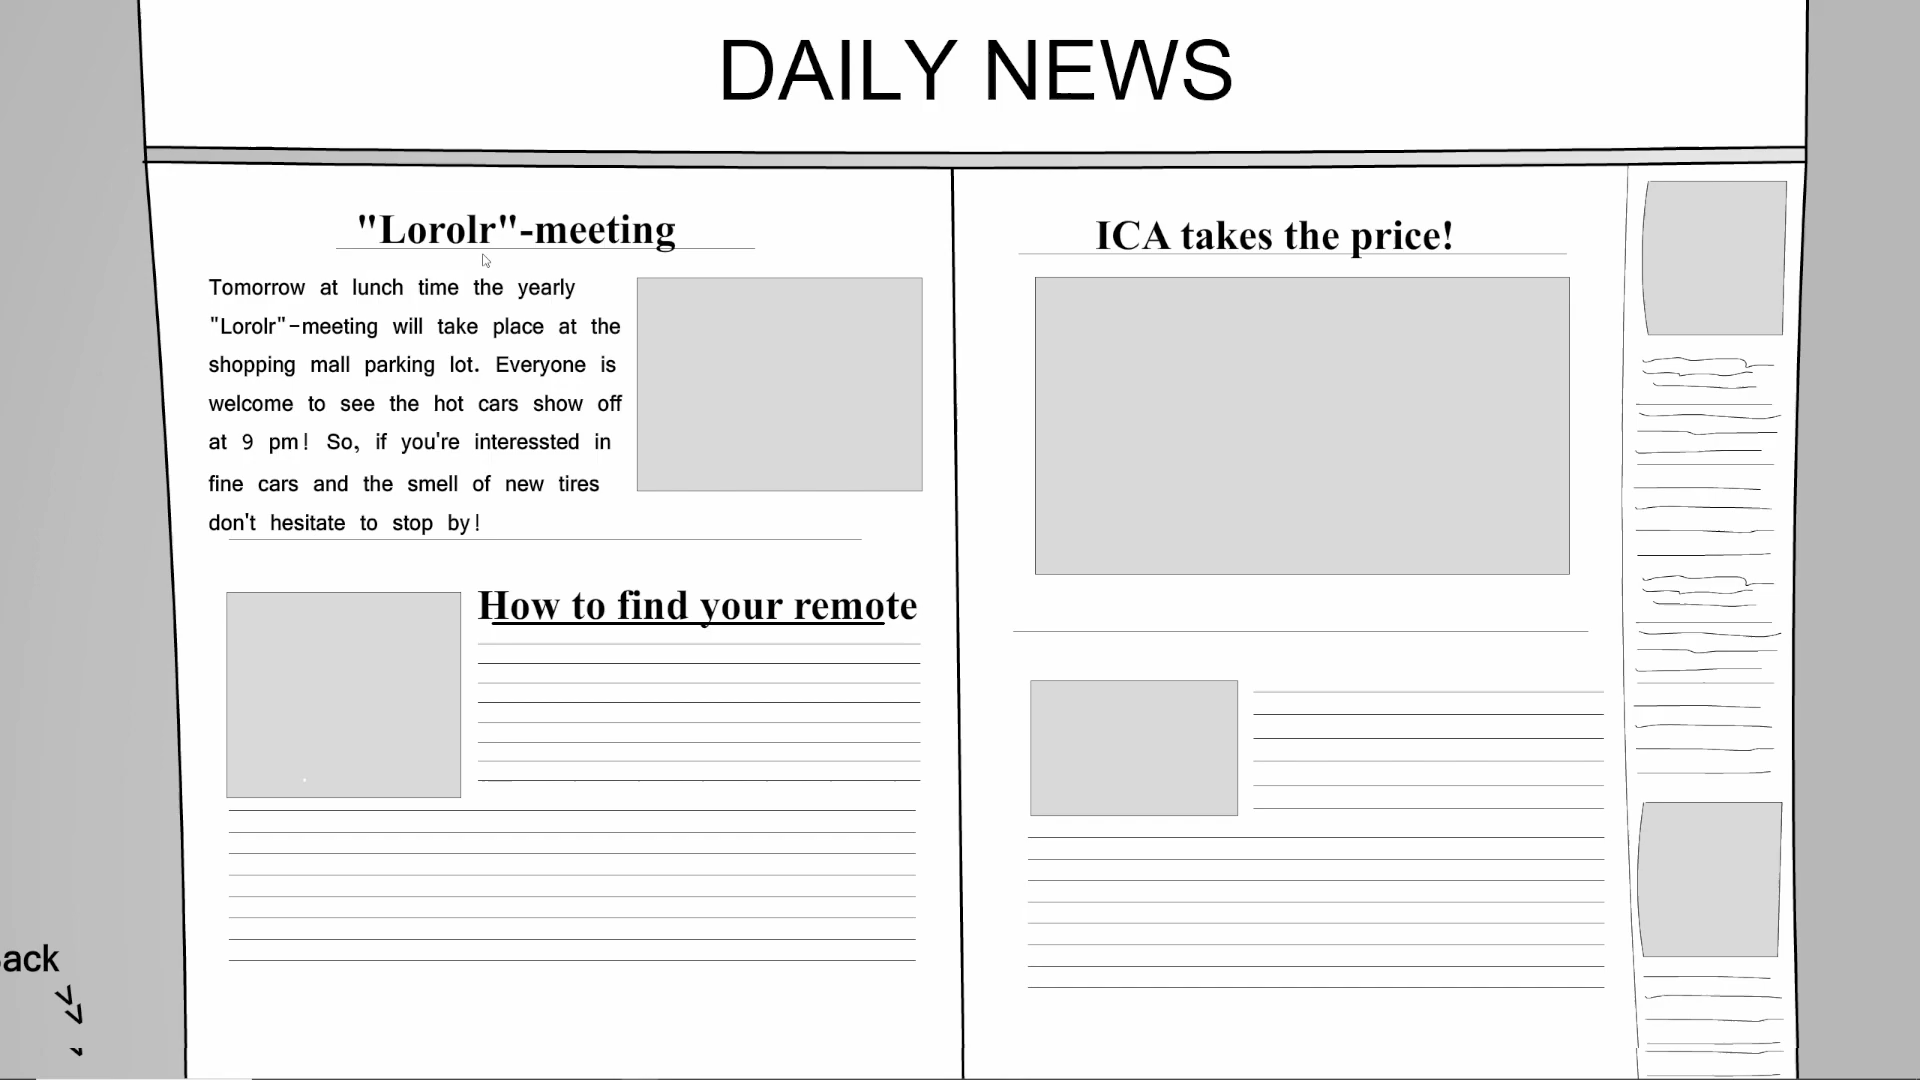 DAILY NEWS
"Lorolr"-meeting
Tomorrow at lunch time the yearly
"Lorolr"-meeting will take place at the
shopping mall parking lot. Everyone is
welcome to see the hot cars show off
at 9 pm! So, if you're interessted in
fine cars and the smell of new tires
don't hesitate to stop by!
How to find your remote
ICA takes the price!
ack